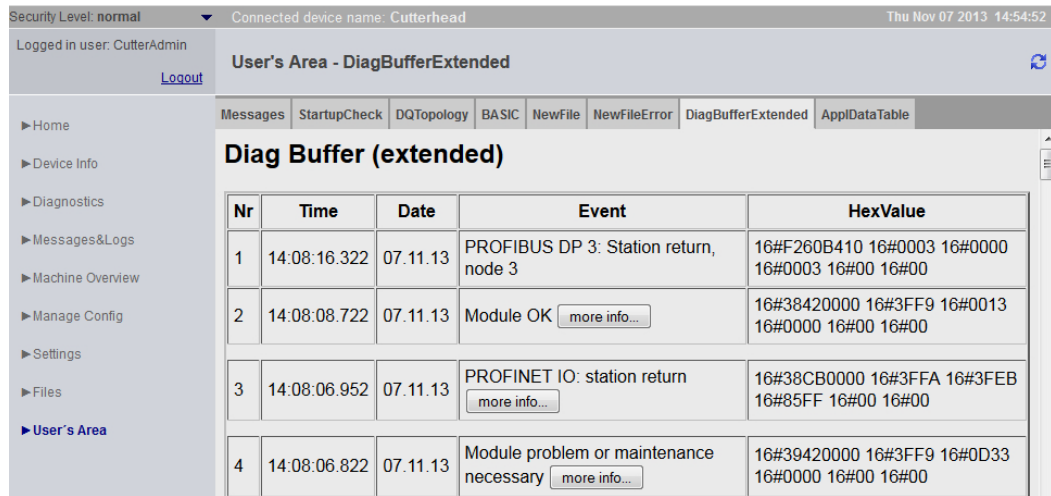 Security Level: normal Connected device name: Cutterhead Thu Nov 07 2013 14:54:52
Logged in user: CutterAdmin
Logout
User's Area - DiagBufferExtended
Messages StartupCheck DQTopology BASIC NewFile NewFileError DiagBufferExtended ApplDataTable
►Home
►Device Info
►Diagnostics
►Messages&Logs
►Machine Overview
►Manage Config
►Settings
►Files
►User´s Area
Diag Buffer (extended)
Nr Time Date Event HexValue
1 14:08:16.322 07.11.13 PROFIBUS DP 3: Station return, 16#F260B410 16#0003 16#0000
node 3 16#0003 16#00 16#00
2 14:08:08.722 07.11.13 Module OK more info... 16#38420000 16#3FF9 16#0013
16#0000 16#00 16#00
3 14:08:06.952 07.11.13 PROFINET IO: station return 16#38CB0000 16#3FFA 16#3FEB
more info... 16#85FF 16#00 16#00
4 14:08:06.822 07.11.13 Module problem or maintenance 16#39420000 16#3FF9 16#0D33
necessary more info... 16#0000 16#00 16#00